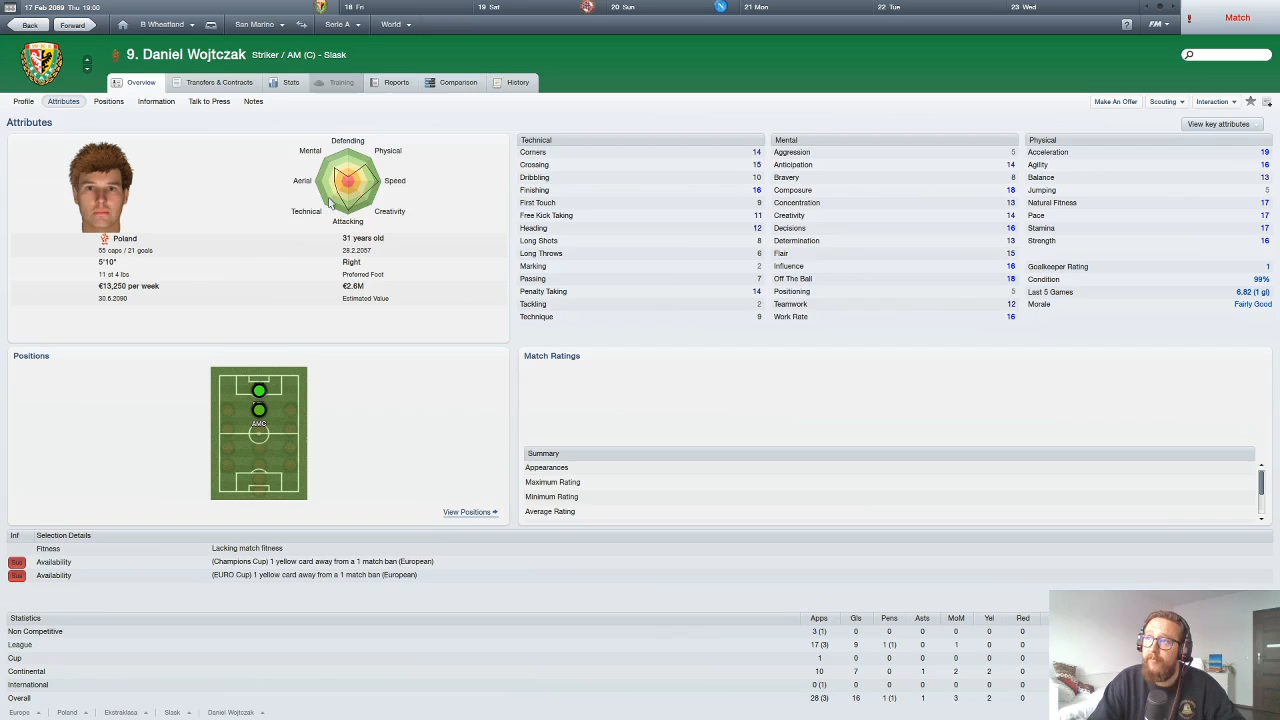 17 Feb 2089 Thu 19:00 18 Fri 19 Sat 20 Sun 21 Mon 22 Tue 23 Wed
Back Forward B Wheatland San Marino Serie A World ? FM Match
9. Daniel Wojtczak Striker / AM (C) - Slask
Overview Transfers & Contracts Stats Training Reports Comparison History
Profile Attributes Positions Information Talk to Press Notes Make An Offer Scouting Interaction
Attributes View key attributes
Defending
Mental Physical
Aerial Speed
Technical Creativity
Attacking
Poland 31 years old
55 caps / 21 goals 28.2.2057
5'10" Right
11 st 4 lbs Preferred Foot
€13,250 per week €2.6M
30.6.2090 Estimated Value
Technical
Corners 14
Crossing 15
Dribbling 10
Finishing 16
First Touch 9
Free Kick Taking 11
Heading 12
Long Shots 8
Long Throws 6
Marking 2
Passing 7
Penalty Taking 14
Tackling 2
Technique 9
Mental
Aggression 5
Anticipation 14
Bravery 8
Composure 18
Concentration 13
Creativity 14
Decisions 16
Determination 13
Flair 15
Influence 16
Off The Ball 18
Positioning 5
Teamwork 12
Work Rate 16
Physical
Acceleration 19
Agility 16
Balance 13
Jumping 5
Natural Fitness 17
Pace 17
Stamina 17
Strength 16
Goalkeeper Rating 1
Condition 99%
Last 5 Games 6.82 (1 gl)
Morale Fairly Good
Positions
AMC
View Positions
Match Ratings
Summary
Appearances
Maximum Rating
Minimum Rating
Average Rating
Inf Selection Details
Fitness Lacking match fitness
Sus Availability (Champions Cup) 1 yellow card away from a 1 match ban (European)
Sus Availability (EURO Cup) 1 yellow card away from a 1 match ban (European)
Statistics Apps Gls Pens Asts MoM Yel Red
Non Competitive 3 (1) 0 0 0 0 0 0
League 17 (3) 9 1 (1) 0 1 0 0
Cup 1 0 0 0 0 0 0
Continental 10 7 0 1 2 2 0
International 0 (1) 0 0 0 0 0 0
Overall 28 (3) 16 1 (1) 1 3 2 0
Europe Poland Ekstraklasa Slask Daniel Wojtczak